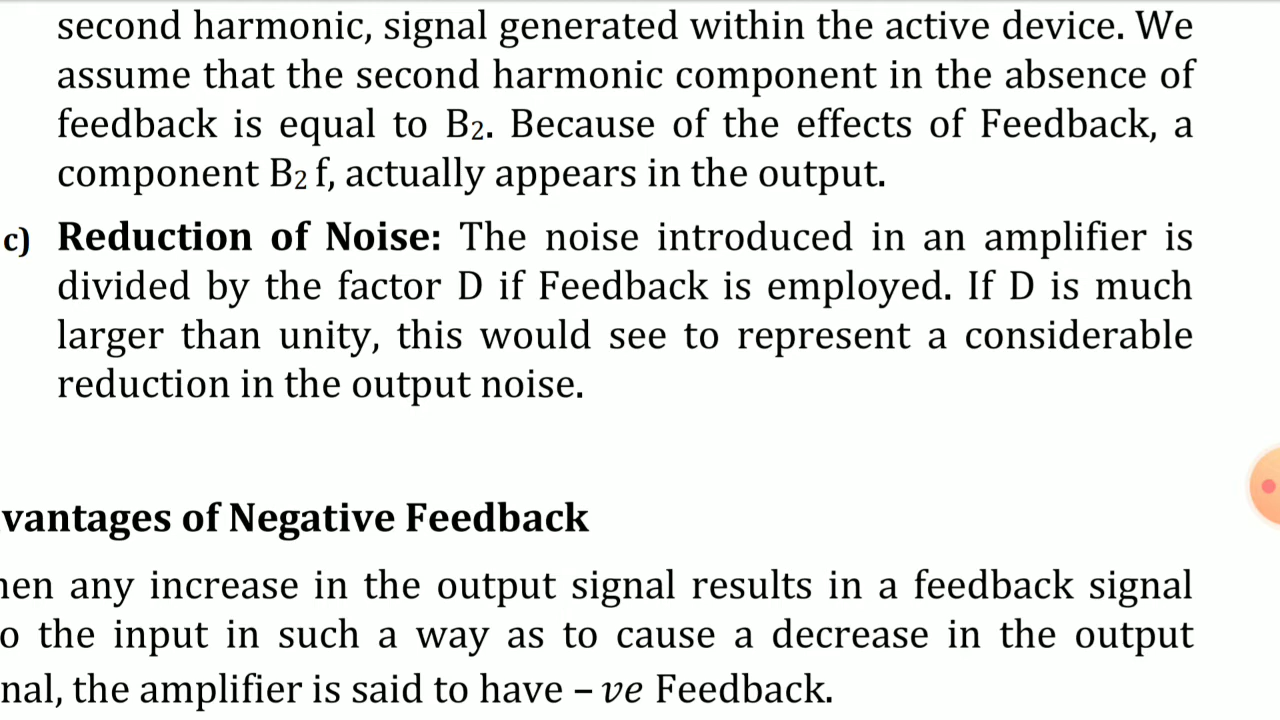 second harmonic, signal generated within the active device. We
assume that the second harmonic component in the absence of
feedback is equal to B2. Because of the effects of Feedback, a
component B2 f, actually appears in the output.
c) Reduction of Noise: The noise introduced in an amplifier is
divided by the factor D if Feedback is employed. If D is much
larger than unity, this would see to represent a considerable
reduction in the output noise.
vantages of Negative Feedback
hen any increase in the output signal results in a feedback signal
o the input in such a way as to cause a decrease in the output
nal, the amplifier is said to have – ve Feedback.